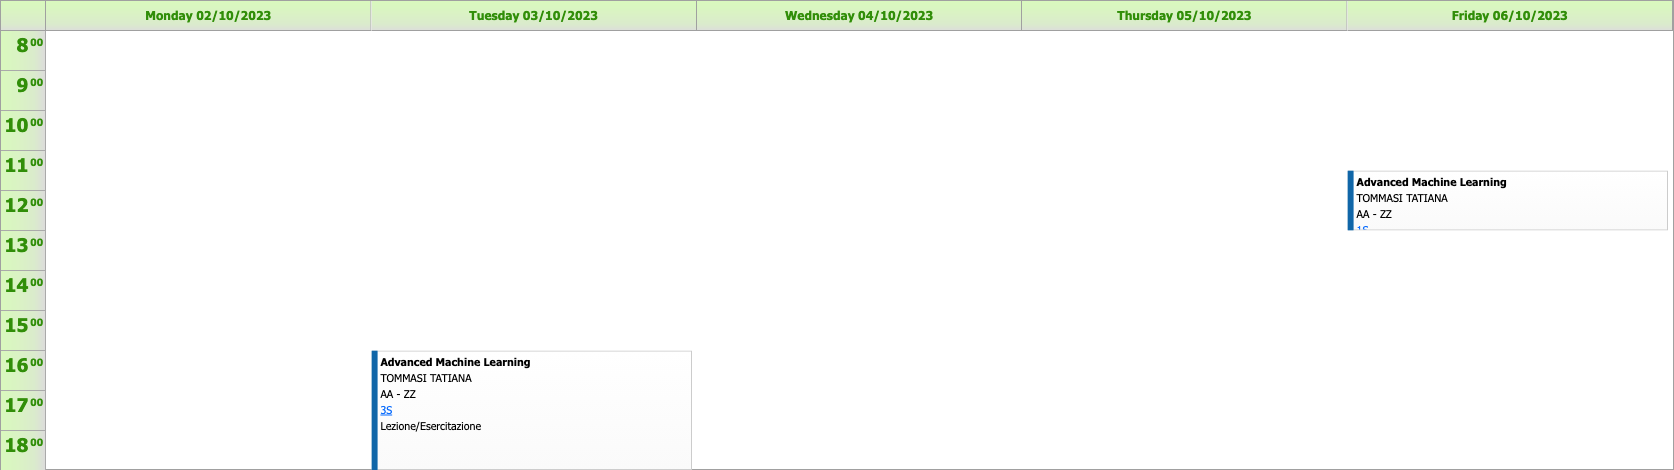 Monday 02/10/2023 Tuesday 03/10/2023 Wednesday 04/10/2023 Thursday 05/10/2023 Friday 06/10/2023
8 00
9 00
10 00
11 00
Advanced Machine Learning
TOMMASI TATIANA
12 00
AA - ZZ
1S
13 00
14 00
15 00
16 00
Advanced Machine Learning
TOMMASI TATIANA
AA - ZZ
17 00
3S
Lezione/Esercitazione
18 00